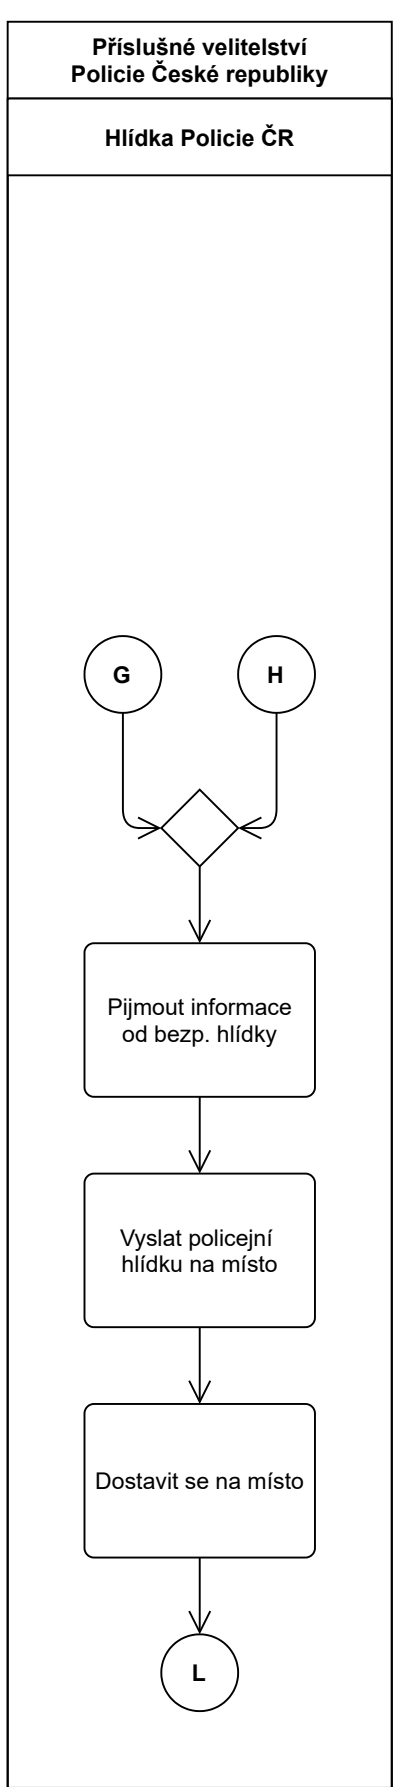 Příslušné velitelství
Policie České republiky
Hlídka Policie ČR
G
H
Pijmout informace
od bezp. hlídky
Vyslat policejní
hlídku na místo
Dostavit se na místo
L